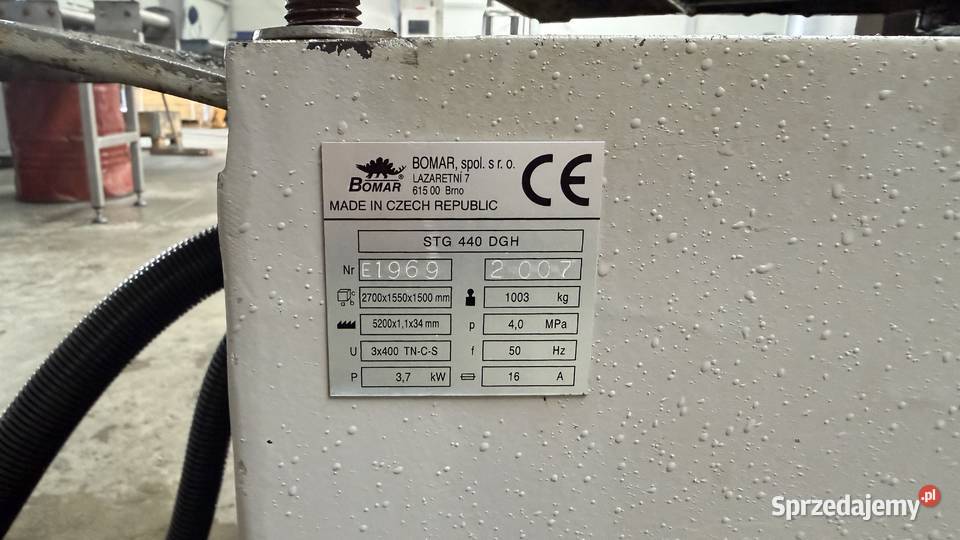 BOMAR, spol. s r. o.
LAZARETNÍ 7
615 00 Brno
BOMAR®
CE
MADE IN CZECH REPUBLIC
STG 440 DGH
Nr E1969 2007
2700x1550x1500 mm 1003 kg
5200x1,1x34 mm p 4,0 MPa
U 3x400 TN-C-S f 50 Hz
P 3,7 kW 16 A
Sprzedajemy.pl